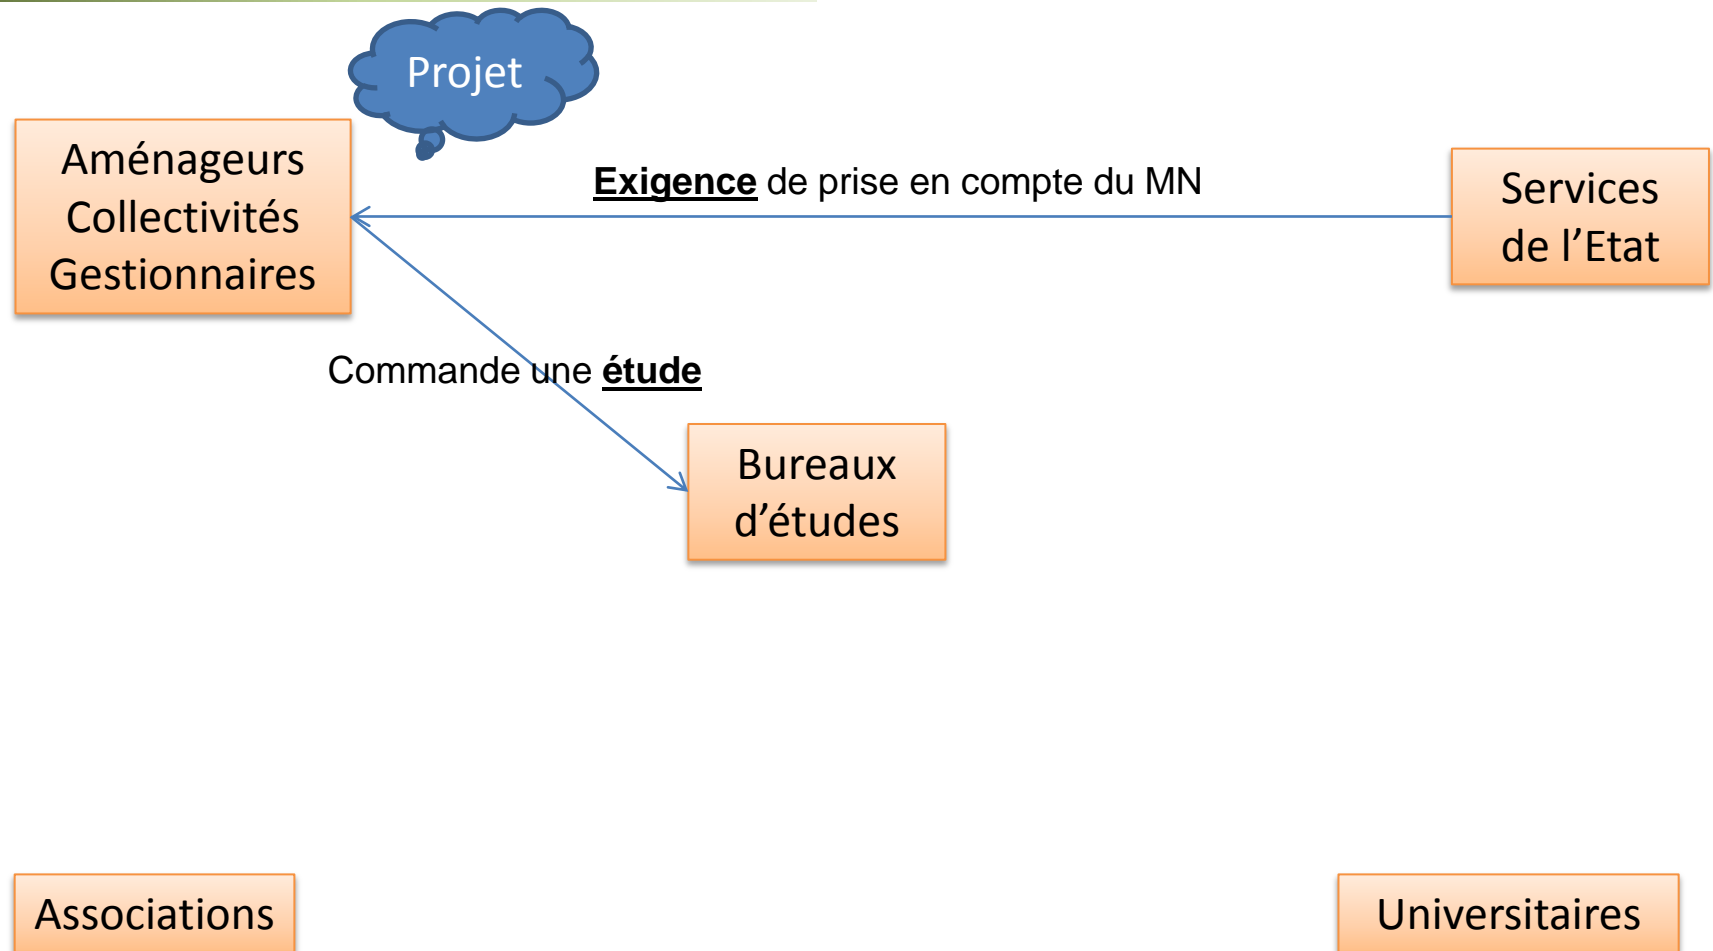 Projet
Aménageurs
Collectivités
Gestionnaires
Exigence de prise en compte du MN
Services
de l’Etat
Commande une étude
Bureaux
d’études
Associations
Universitaires